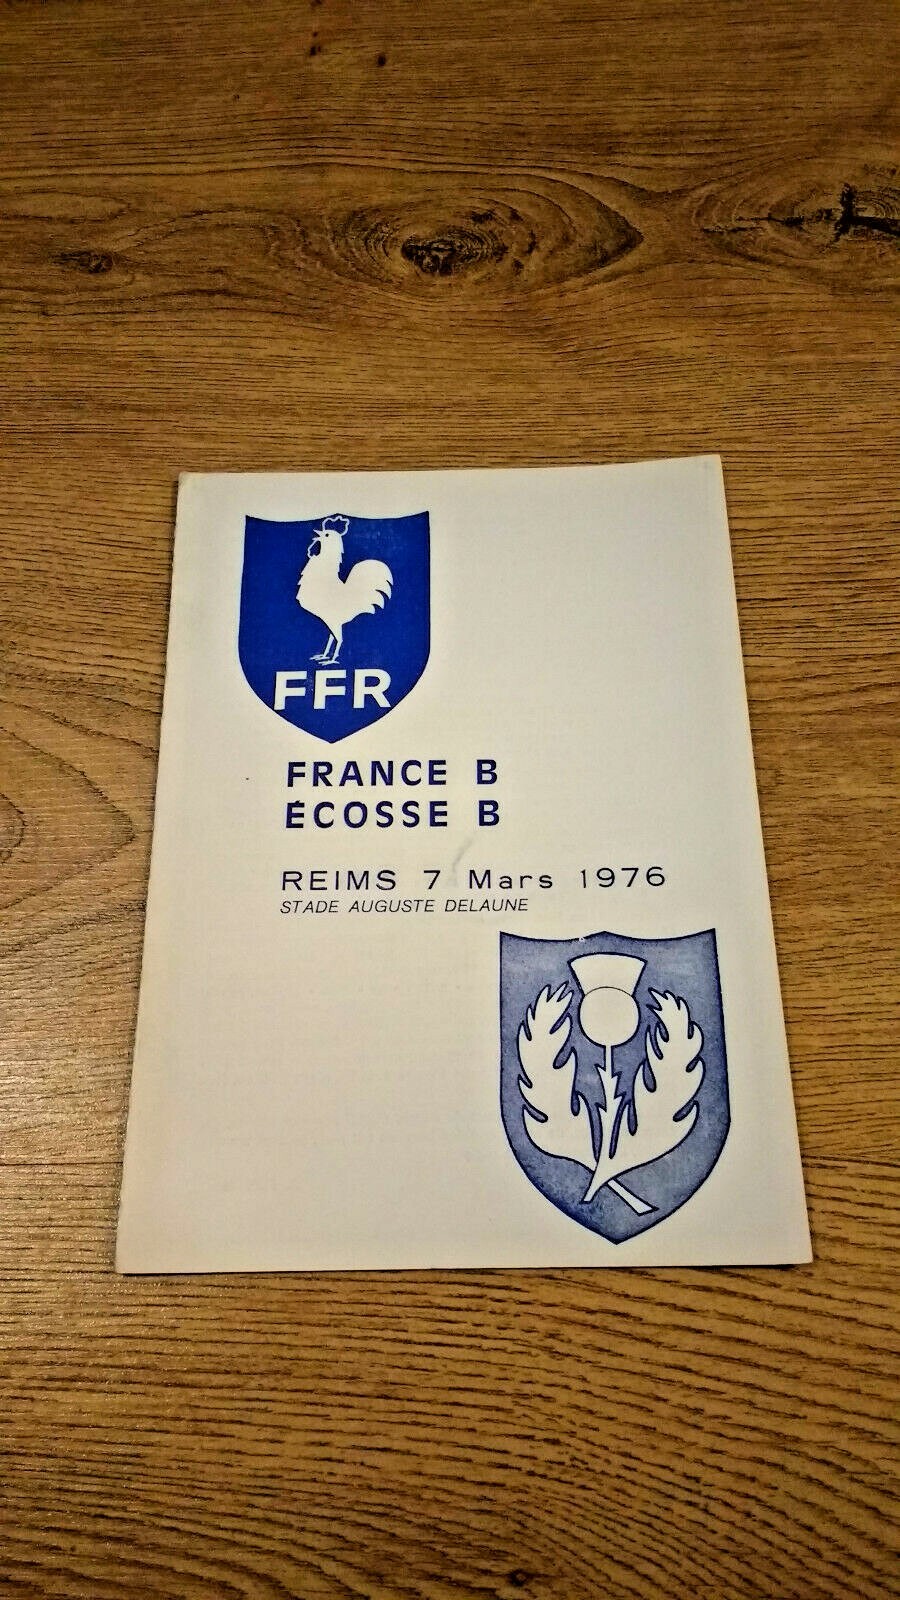 FFR
FRANCE B
ÉCOSSE B
REIMS 7 Mars 1976
STADE AUGUSTE DELAUNE